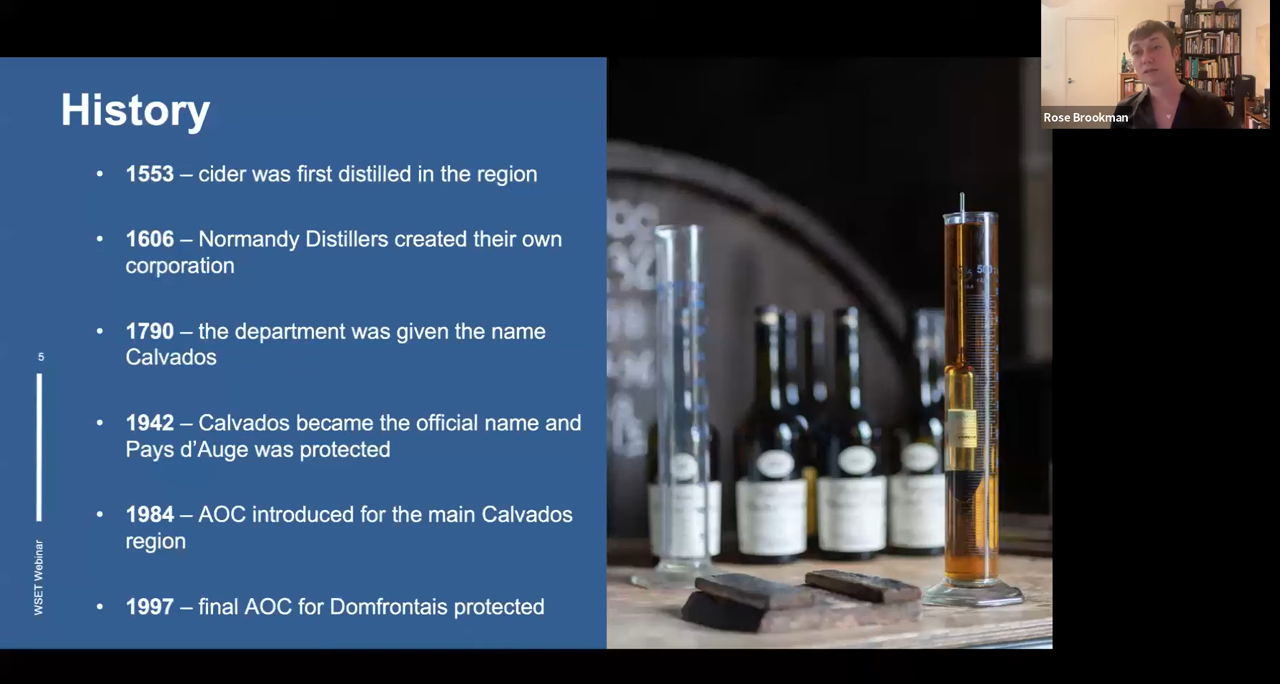 History
• 1553 – cider was first distilled in the region
• 1606 – Normandy Distillers created their own
corporation
• 1790 – the department was given the name
Calvados
• 1942 – Calvados became the official name and
Pays d’Auge was protected
• 1984 – AOC introduced for the main Calvados
region
• 1997 – final AOC for Domfrontais protected
5
WSET Webinar
Rose Brookman
500